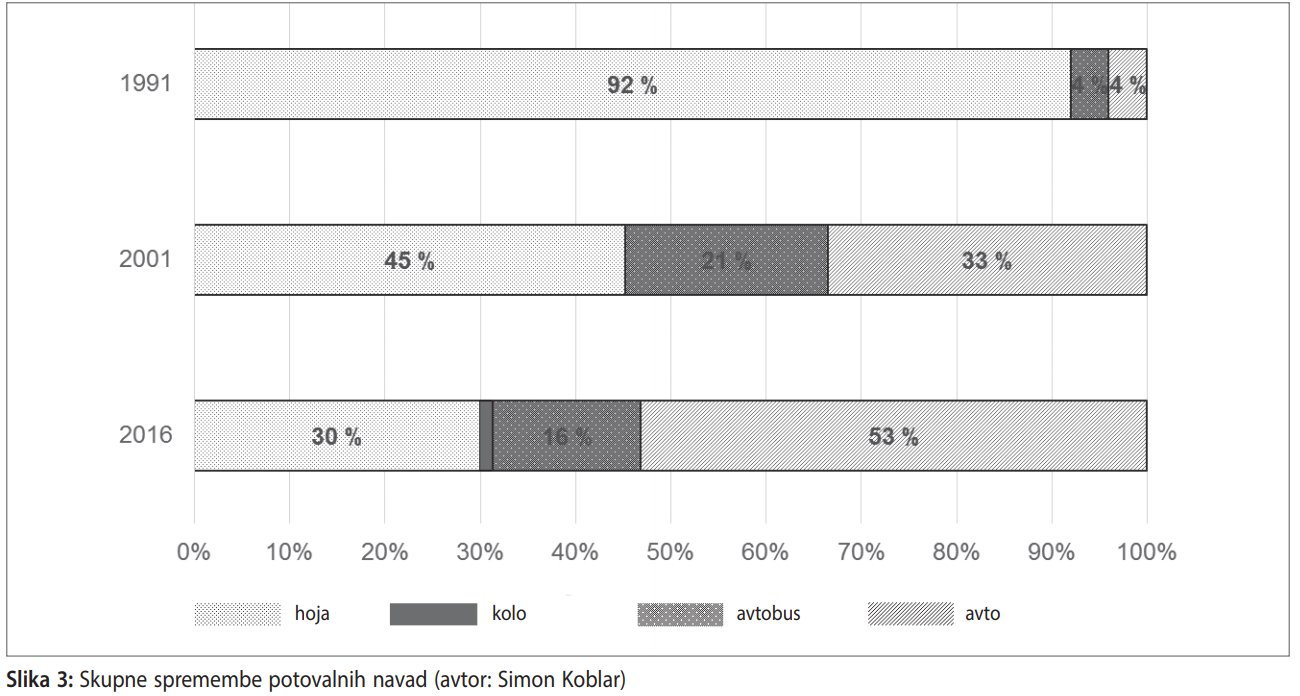 1991 92 % 4 % 4 %
2001 45 % 21 % 33 %
2016 30 % 16 % 53 %
0% 10% 20% 30% 40% 50% 60% 70% 80% 90% 100%
hoja kolo avtobus avto
Slika 3: Skupne spremembe potovalnih navad (avtor: Simon Koblar)